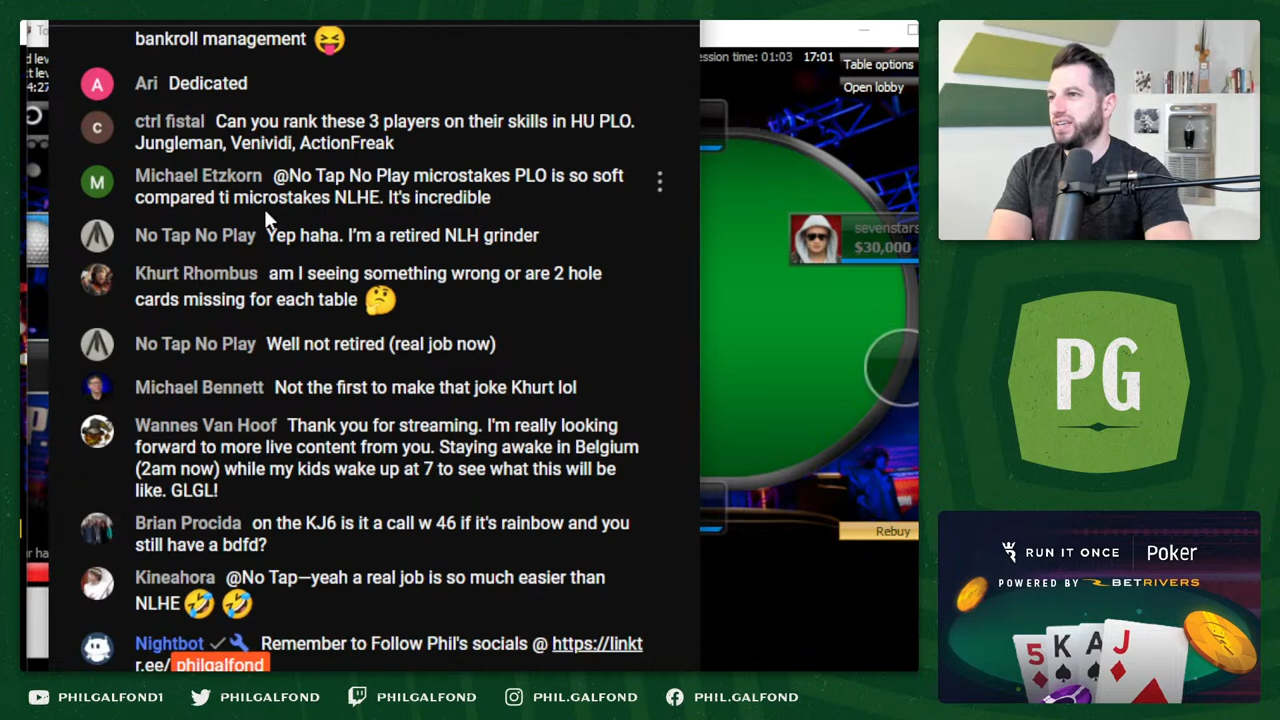 bankroll management
A
Ari Dedicated
c
ctrl fistal Can you rank these 3 players on their skills in HU PLO.
Jungleman, Venividi, ActionFreak
M
Michael Etzkorn @No Tap No Play microstakes PLO is so soft
compared ti microstakes NLHE. It's incredible
No Tap No Play Yep haha. I'm a retired NLH grinder
Khurt Rhombus am I seeing something wrong or are 2 hole
cards missing for each table
No Tap No Play Well not retired (real job now)
Michael Bennett Not the first to make that joke Khurt lol
Wannes Van Hoof Thank you for streaming. I'm really looking
forward to more live content from you. Staying awake in Belgium
(2am now) while my kids wake up at 7 to see what this will be
like. GLGL!
Brian Procida on the KJ6 is it a call w 46 if it's rainbow and you
still have a bdfd?
Kineahora @No Tap—yeah a real job is so much easier than
NLHE
Nightbot Remember to Follow Phil's socials @ https://linkt
r.ee/philgalfond
ession time: 01:03 17:01
Table options
Open lobby
sevenstars
$30,000
Rebuy
PG
RUN IT ONCE Poker
POWERED BY BETRIVERS
5 K A J
PHILGALFOND1 PHILGALFOND PHILGALFOND PHIL.GALFOND PHIL.GALFOND